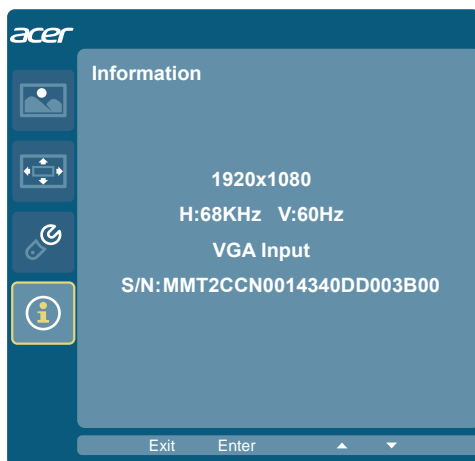 acer
Information
1920x1080
H:68KHz V:60Hz
VGA Input
S/N:MMT2CCN0014340DD003B00
Exit Enter